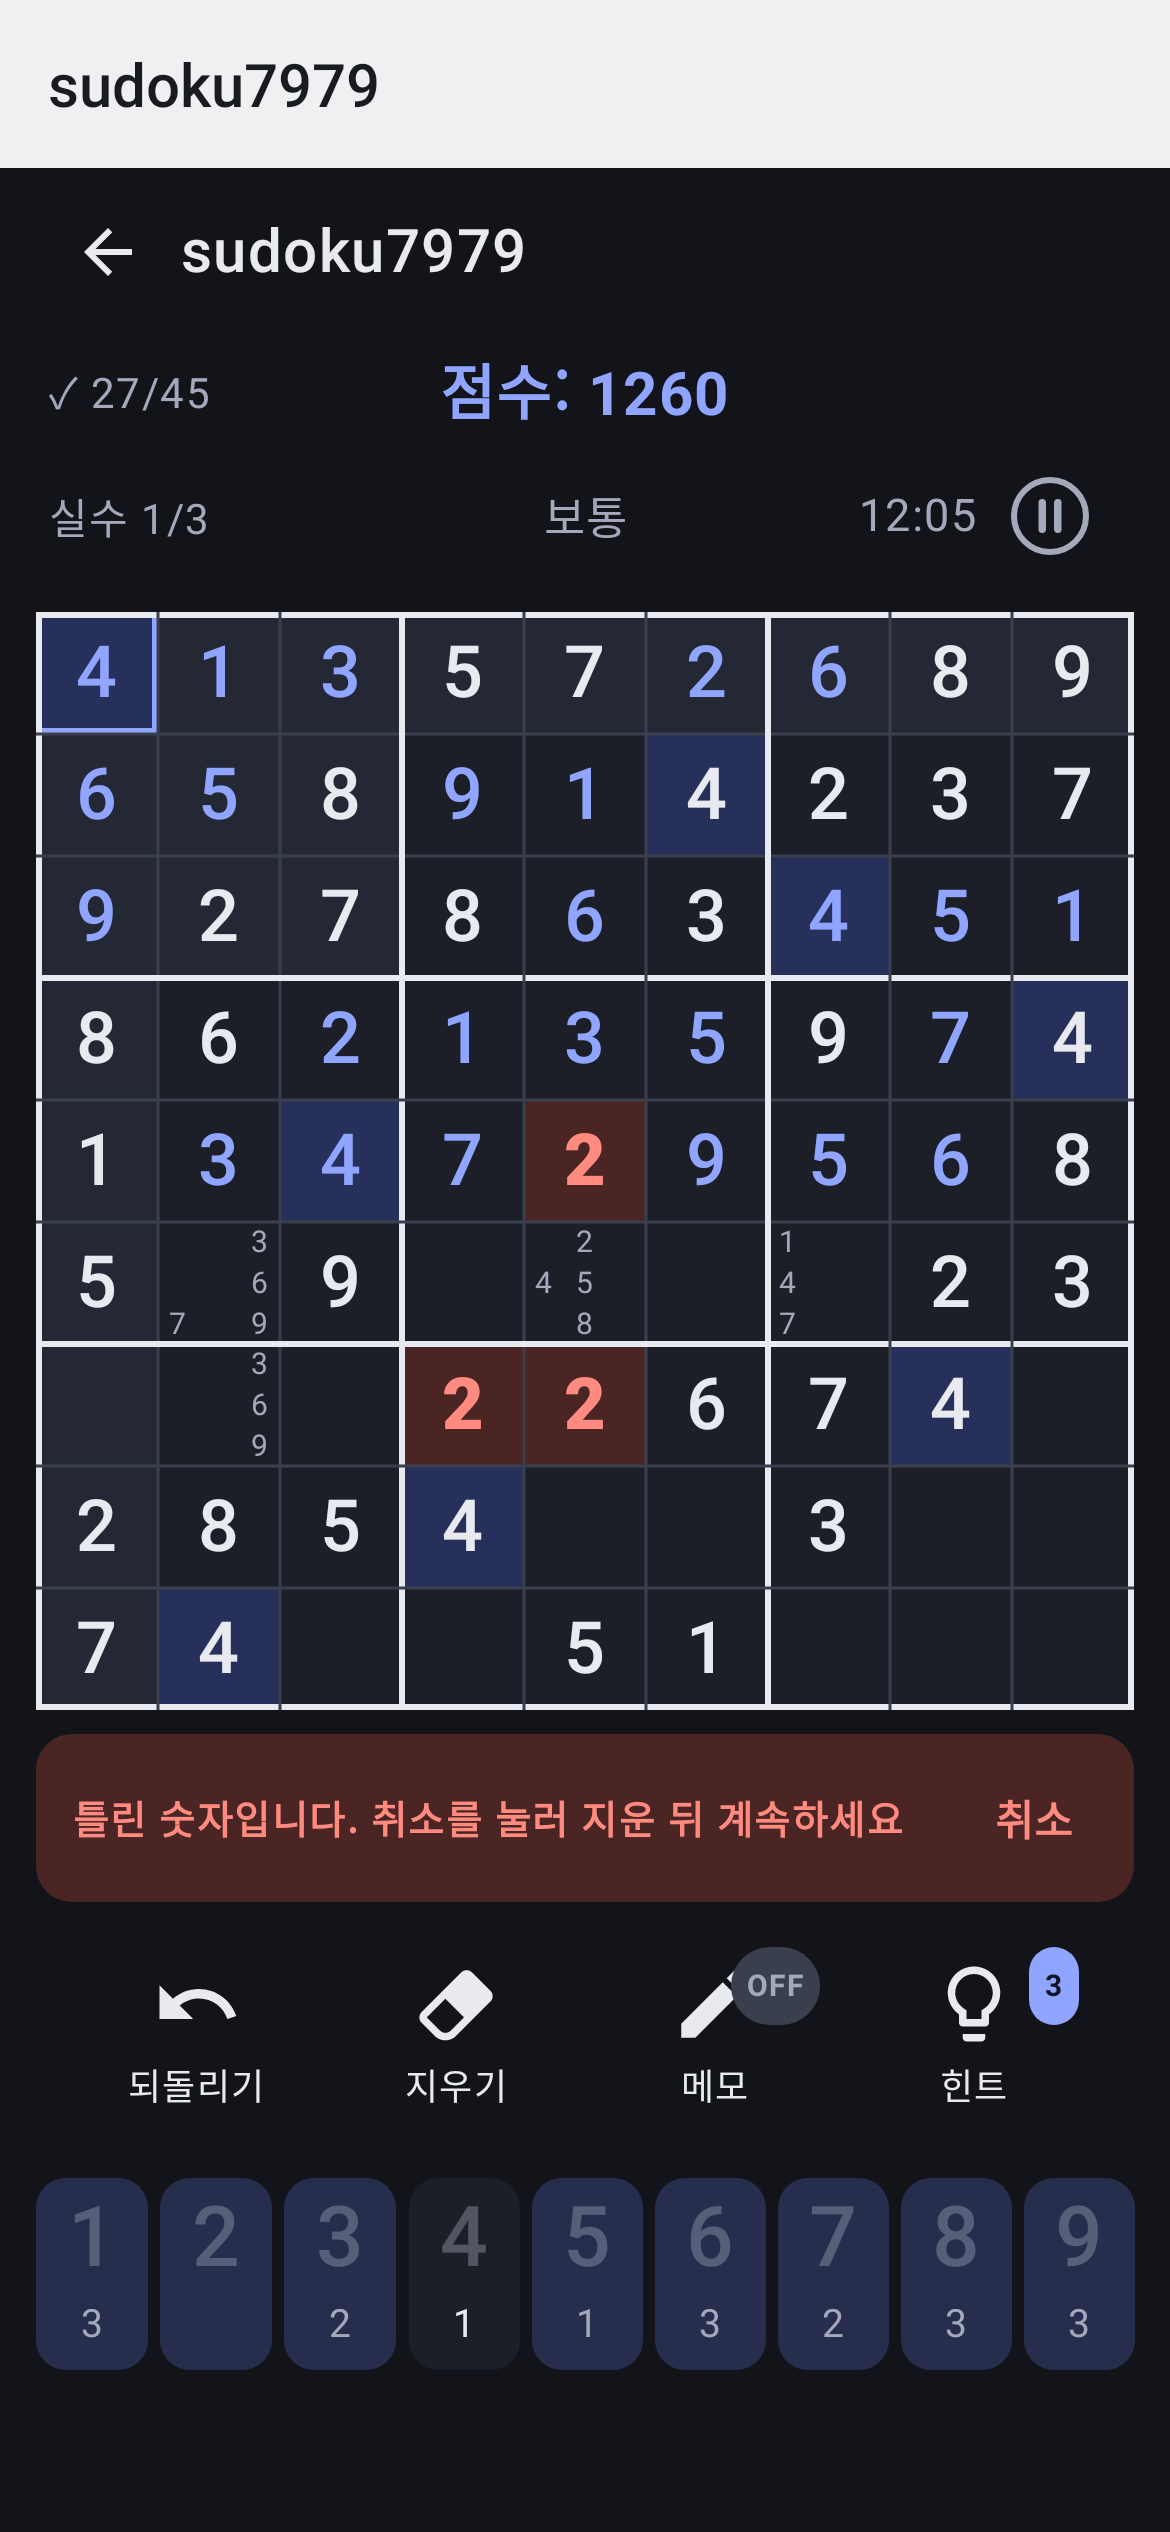 sudoku7979
sudoku7979
✓ 27/45 점수: 1260
실수 1/3 보통 12:05
4 1 3 5 7 2 6 8 9
6 5 8 9 1 4 2 3 7
9 2 7 8 6 3 4 5 1
8 6 2 1 3 5 9 7 4
1 3 4 7 2 9 5 6 8
3 2 1
5 6 9 4 5 4 2 3
7 9 8 7
3
6 2 2 6 7 4
9
2 8 5 4 3
7 4 5 1
틀린 숫자입니다. 취소를 눌러 지운 뒤 계속하세요 취소
OFF 3
되돌리기 지우기 메모 힌트
1 2 3 4 5 6 7 8 9
3 2 1 1 3 2 3 3